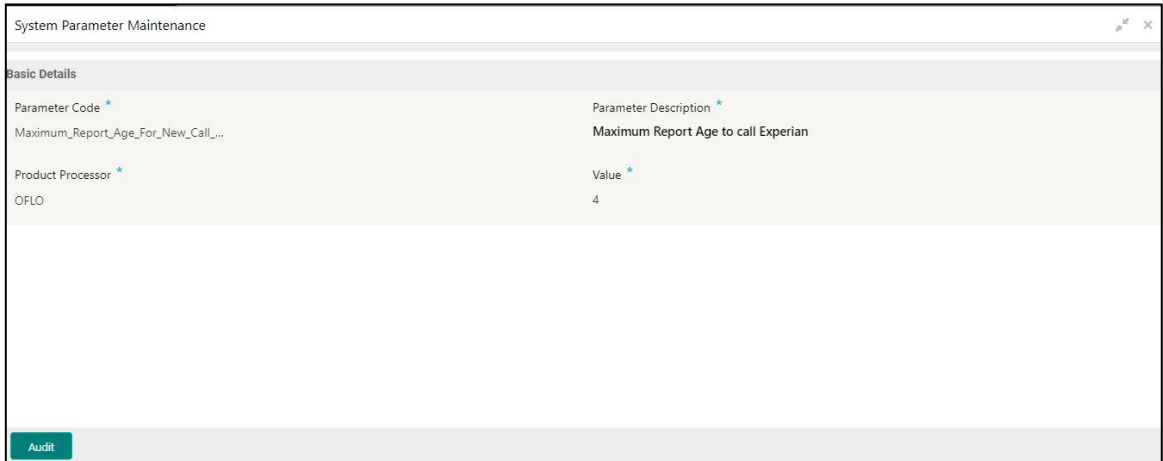 System Parameter Maintenance
Basic Details
Parameter Code *
Parameter Description *
Maximum_Report_Age_For_New_Call_...
Maximum Report Age to call Experian
Product Processor *
Value *
OFLO
4
Audit